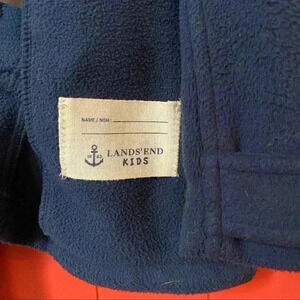 NAME / NOM:
LANDS' END
KIDS